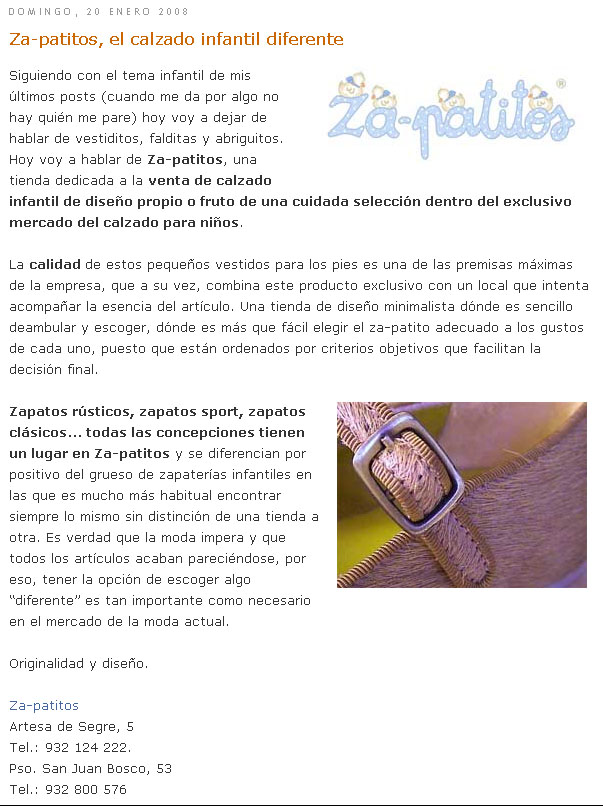 DOMINGO, 20 ENERO 2008
Za-patitos, el calzado infantil diferente
Siguiendo con el tema infantil de mis
últimos posts (cuando me da por algo no
hay quién me pare) hoy voy a dejar de
hablar de vestiditos, falditas y abriguitos.
Hoy voy a hablar de Za-patitos, una
tienda dedicada a la venta de calzado
infantil de diseño propio o fruto de una cuidada selección dentro del exclusivo
mercado del calzado para niños.
za-patitos®
La calidad de estos pequeños vestidos para los pies es una de las premisas máximas
de la empresa, que a su vez, combina este producto exclusivo con un local que intenta
acompañar la esencia del artículo. Una tienda de diseño minimalista dónde es sencillo
deambular y escoger, dónde es más que fácil elegir el za-patito adecuado a los gustos
de cada uno, puesto que están ordenados por criterios objetivos que facilitan la
decisión final.
Zapatos rústicos, zapatos sport, zapatos
clásicos... todas las concepciones tienen
un lugar en Za-patitos y se diferencian por
positivo del grueso de zapaterías infantiles en
las que es mucho más habitual encontrar
siempre lo mismo sin distinción de una tienda a
otra. Es verdad que la moda impera y que
todos los artículos acaban pareciéndose, por
eso, tener la opción de escoger algo
“diferente” es tan importante como necesario
en el mercado de la moda actual.
Originalidad y diseño.
Za-patitos
Artesa de Segre, 5
Tel.: 932 124 222.
Pso. San Juan Bosco, 53
Tel.: 932 800 576